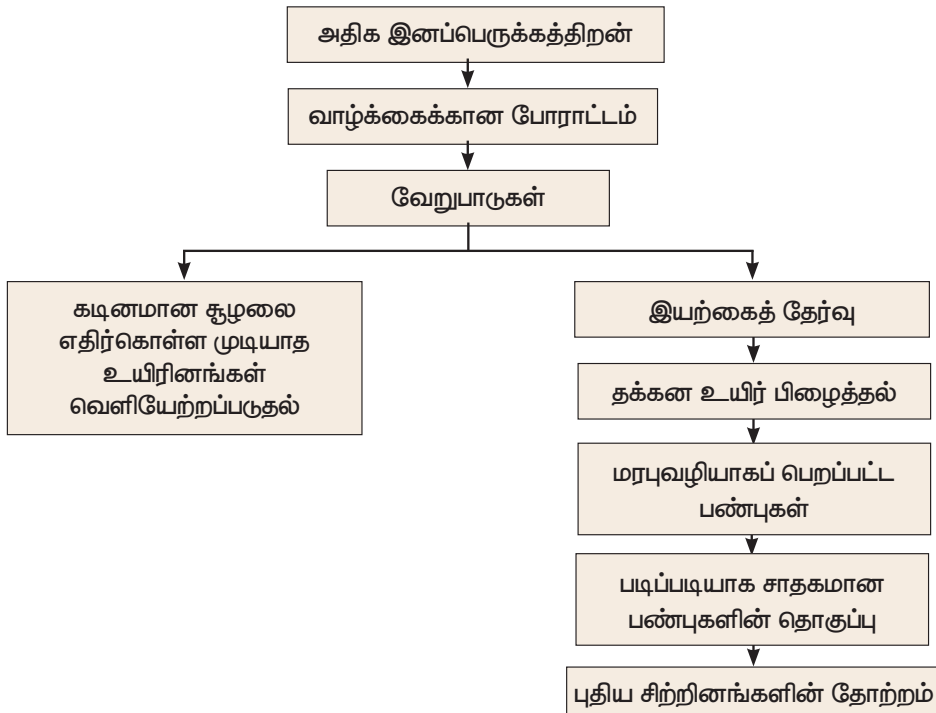 அதிக இனப்பெருக்கத்திறன்
வாழ்க்கைக்கான போராட்டம்
வேறுபாடுகள்
கடினமான சூழலை
எதிர்கொள்ள முடியாத
உயிரினங்கள்
வெளியேற்றப்படுதல்
இயற்கைத் தேர்வு
தக்கன உயிர் பிழைத்தல்
மரபுவழியாகப் பெறப்பட்ட
பண்புகள்
படிப்படியாக சாதகமான
பண்புகளின் தொகுப்பு
புதிய சிற்றினங்களின் தோற்றம்